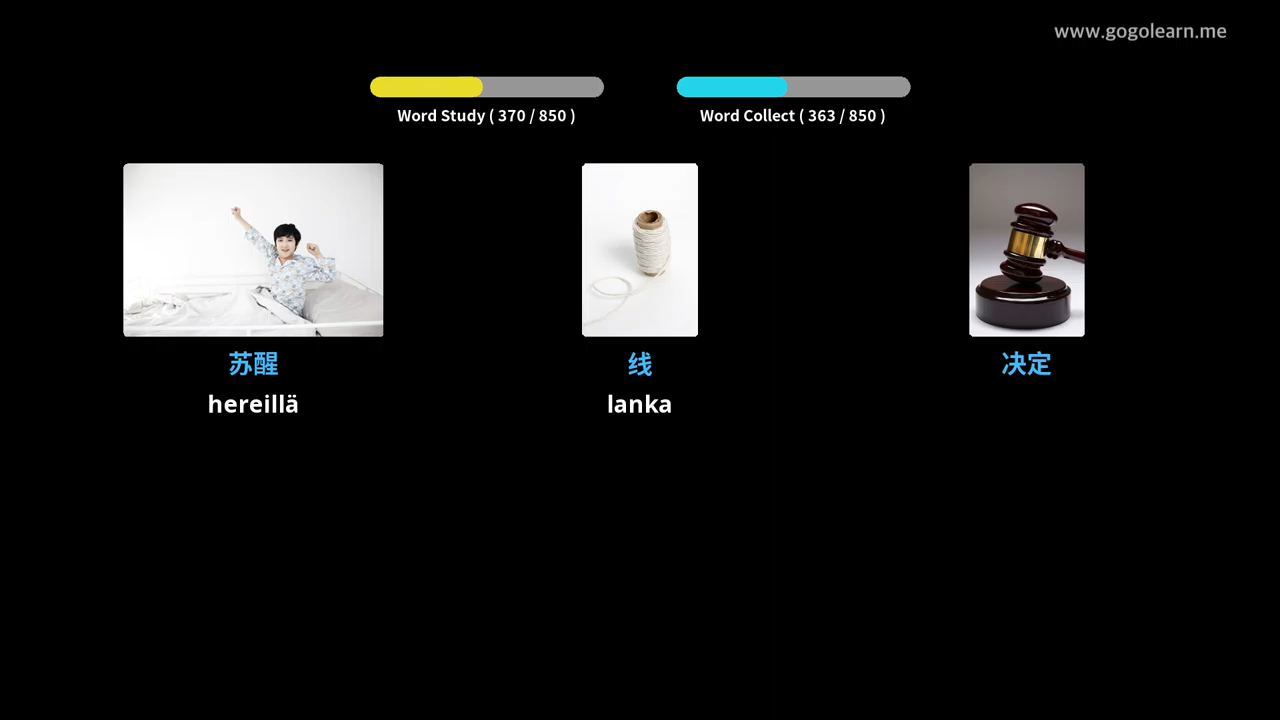 www.gogolearn.me
Word Study ( 370 / 850 )
Word Collect ( 363 / 850 )
苏醒
线
决定
hereillä
lanka